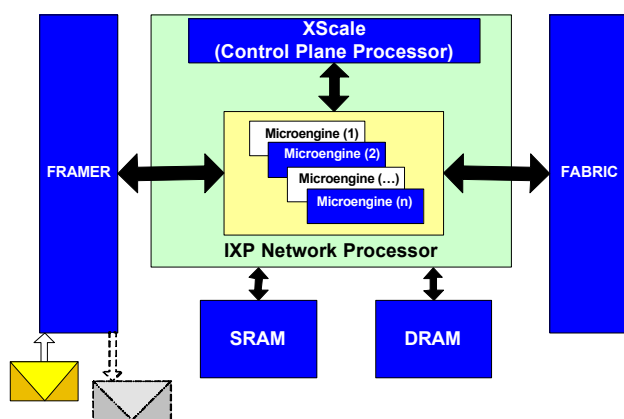 XScale
(Control Plane Processor)
Microengine (1)
Microengine (2)
Microengine (...)
Microengine (n)
FRAMER
FABRIC
IXP Network Processor
SRAM
DRAM